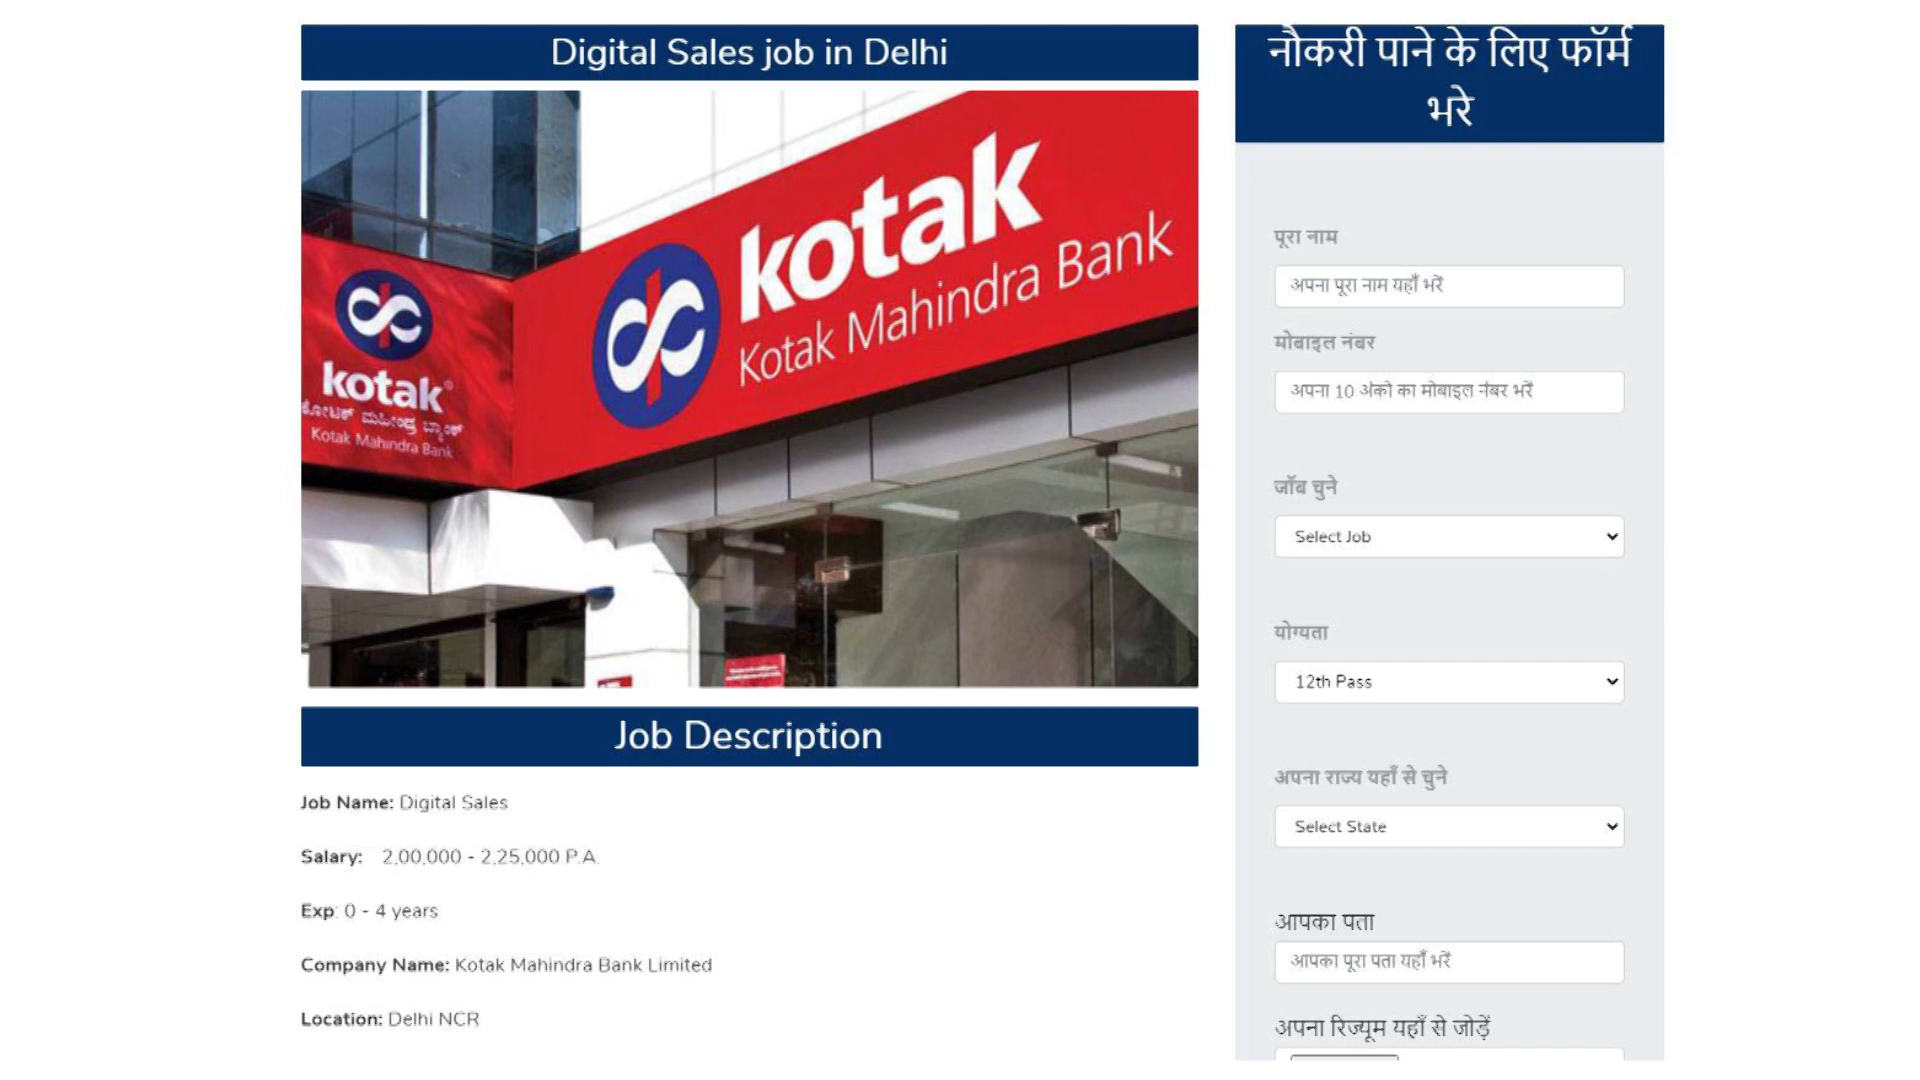 Digital Sales job in Delhi
kotak
Kotak Mahindra Bank
kotak
ಕೋಟಕ್ ಮಹೀಂದ್ರ ಬ್ಯಾಂಕ್
Kotak Mahindra Bank
Job Description
Job Name: Digital Sales
Salary: 2,00,000 - 2,25,000 P.A.
Exp: 0 - 4 years
Company Name: Kotak Mahindra Bank Limited
Location: Delhi NCR
नौकरी पाने के लिए फॉर्म
भरे
पूरा नाम
अपना पूरा नाम यहाँ भरें
मोबाइल नंबर
अपना 10 अंको का मोबाइल नंबर भरें
जॉब चुने
Select Job
योग्यता
12th Pass
अपना राज्य यहाँ से चुने
Select State
आपका पता
आपका पूरा पता यहाँ भरें
अपना रिज्यूम यहाँ से जोड़ें